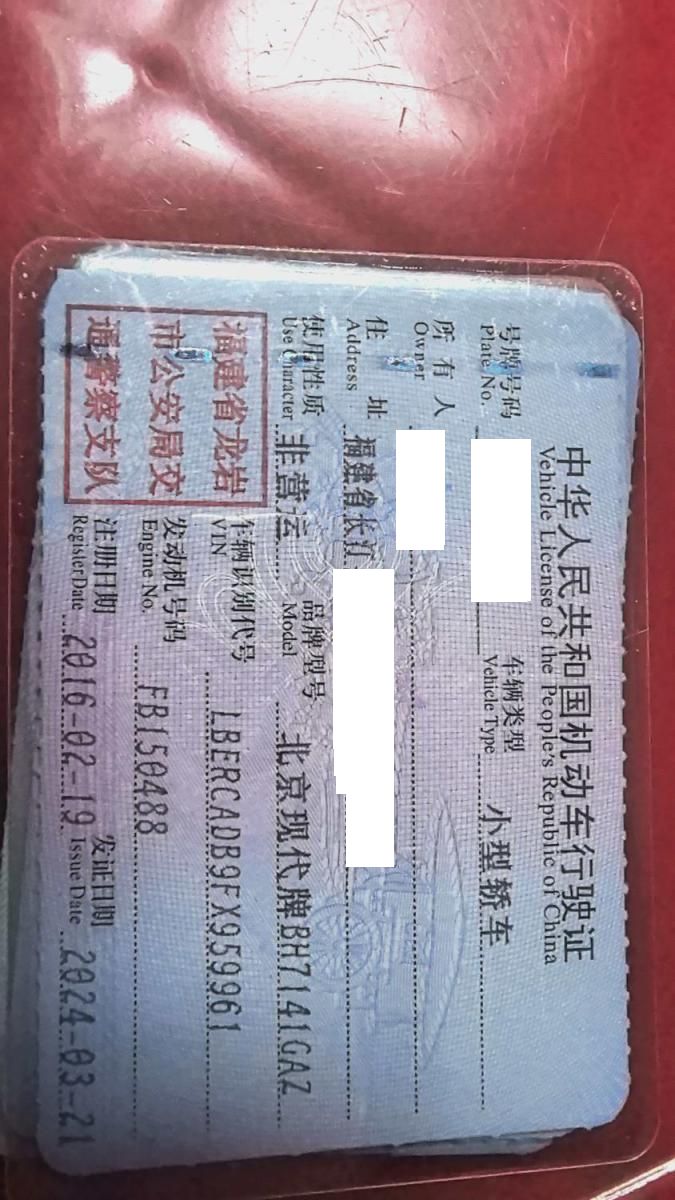 中华人民共和国机动车行驶证
Vehicle License of the People's Republic of China
号牌号码
Plate No.
车辆类型 小型轿车
Vehicle Type
所有人
Owner
住址 福建省长汀
Address
使用性质 非营运
Use Character
品牌型号 北京现代牌BH7141GAZ
Model
福建省龙岩
市公安局交
通警察支队
车辆识别代号 LBERCADB9FX959961
VIN
发动机号码 FB150488
Engine No.
注册日期 2016-02-19
Register Date
发证日期 2024-03-21
Issue Date